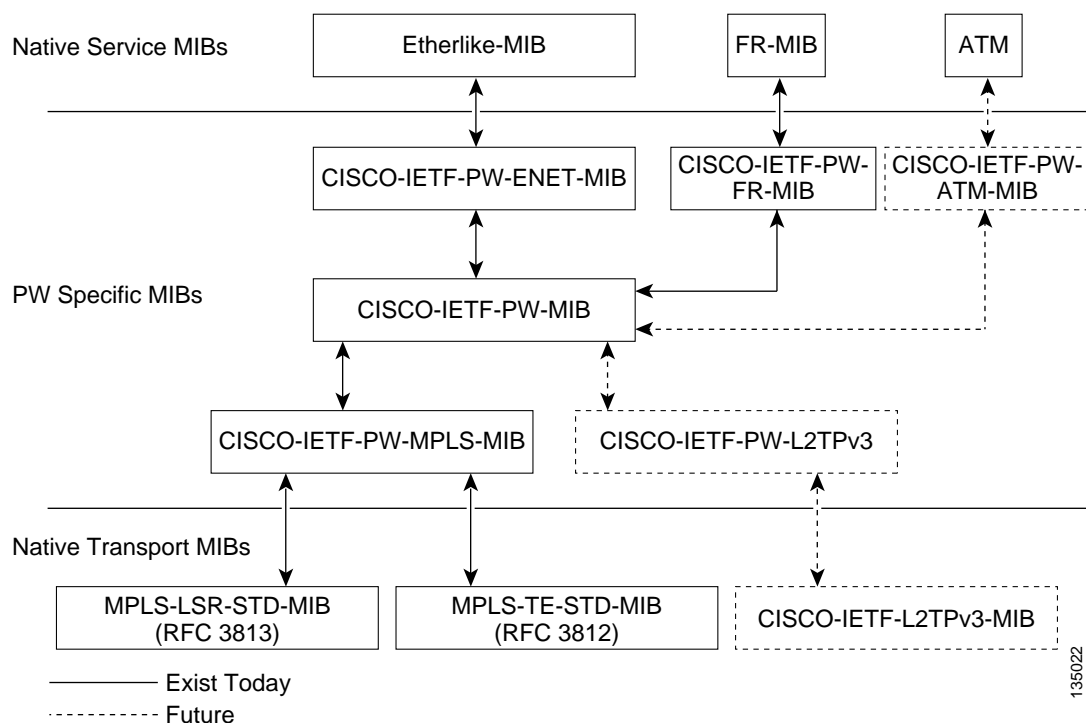 Native Service MIBs
Etherlike-MIB
FR-MIB
ATM
CISCO-IETF-PW-ENET-MIB
CISCO-IETF-PW-
FR-MIB
CISCO-IETF-PW-
ATM-MIB
PW Specific MIBs
CISCO-IETF-PW-MIB
CISCO-IETF-PW-MPLS-MIB
CISCO-IETF-PW-L2TPv3
Native Transport MIBs
MPLS-LSR-STD-MIB
(RFC 3813)
MPLS-TE-STD-MIB
(RFC 3812)
CISCO-IETF-L2TPv3-MIB
Exist Today
Future
135022